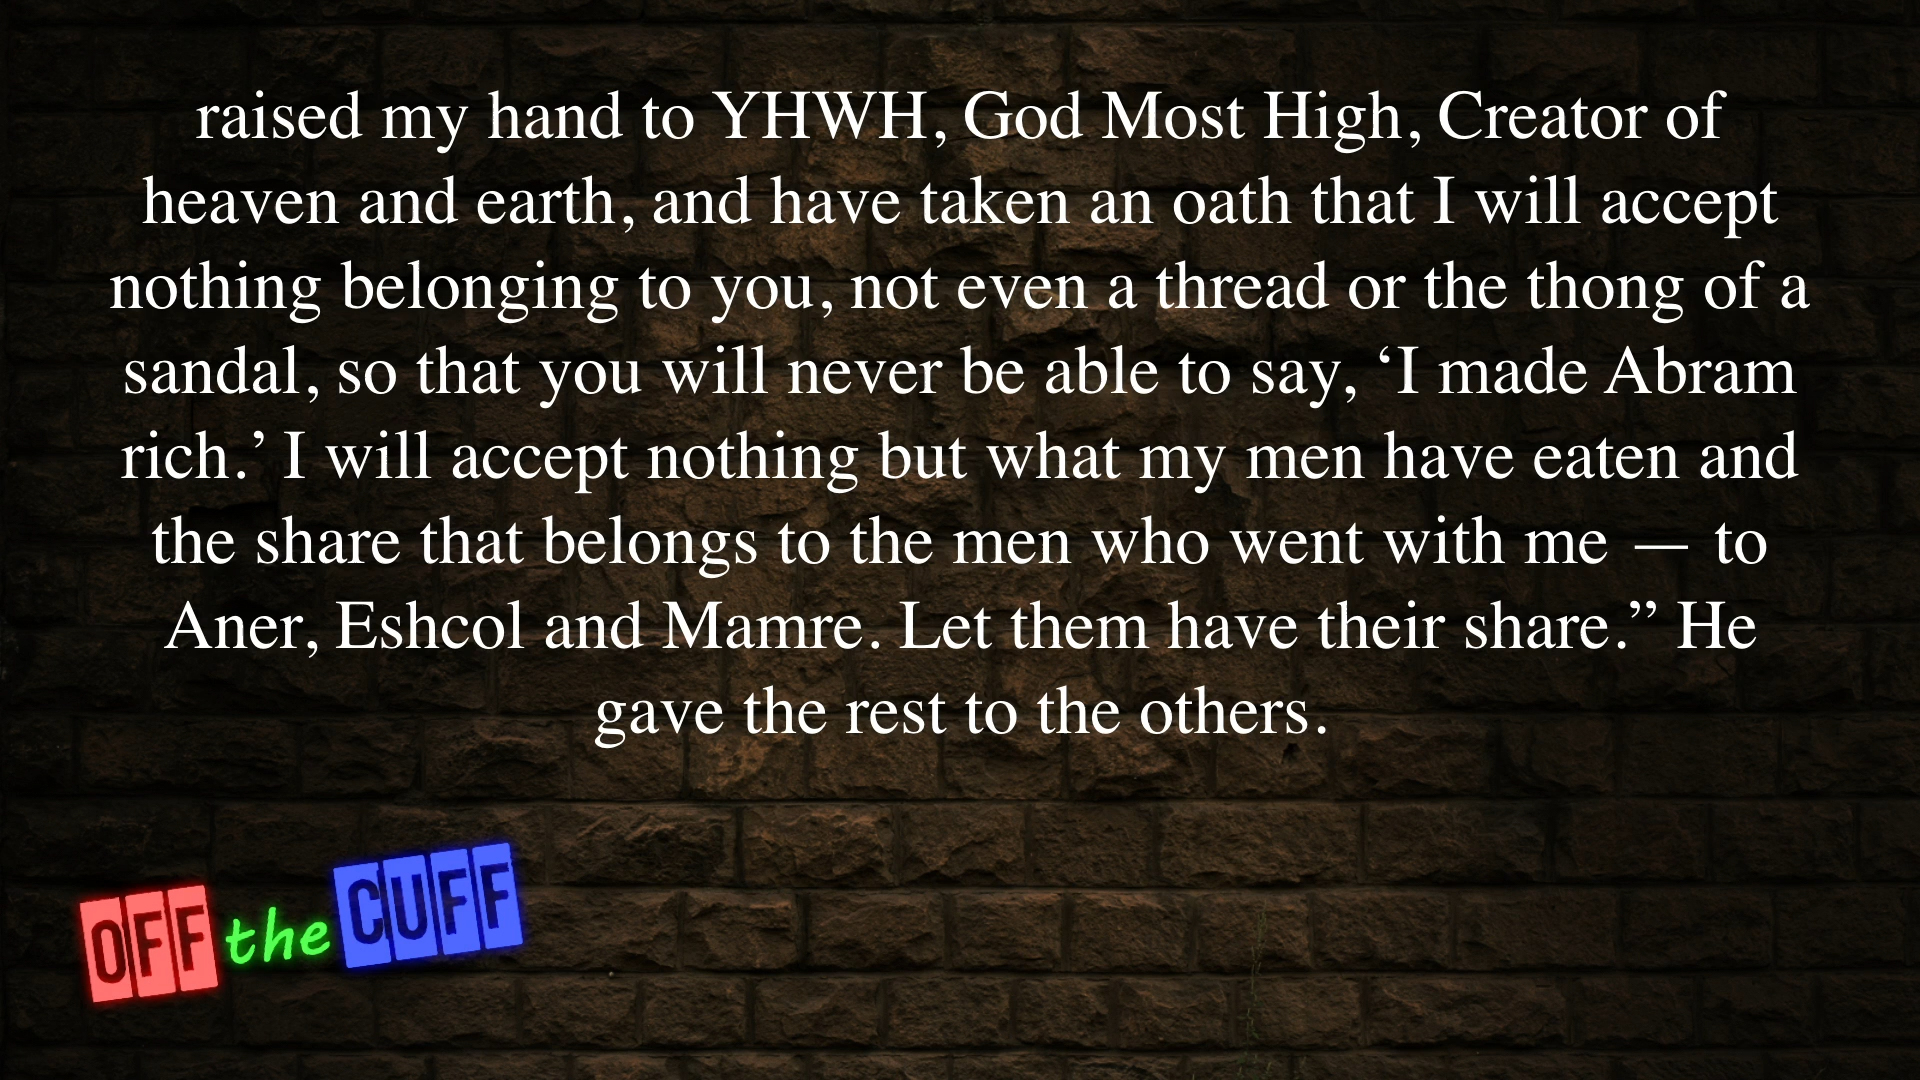 raised my hand to YHWH, God Most High, Creator of
heaven and earth, and have taken an oath that I will accept
nothing belonging to you, not even a thread or the thong of a
sandal, so that you will never be able to say, ‘I made Abram
rich.’ I will accept nothing but what my men have eaten and
the share that belongs to the men who went with me — to
Aner, Eshcol and Mamre. Let them have their share.” He
gave the rest to the others.
OFF the CUFF